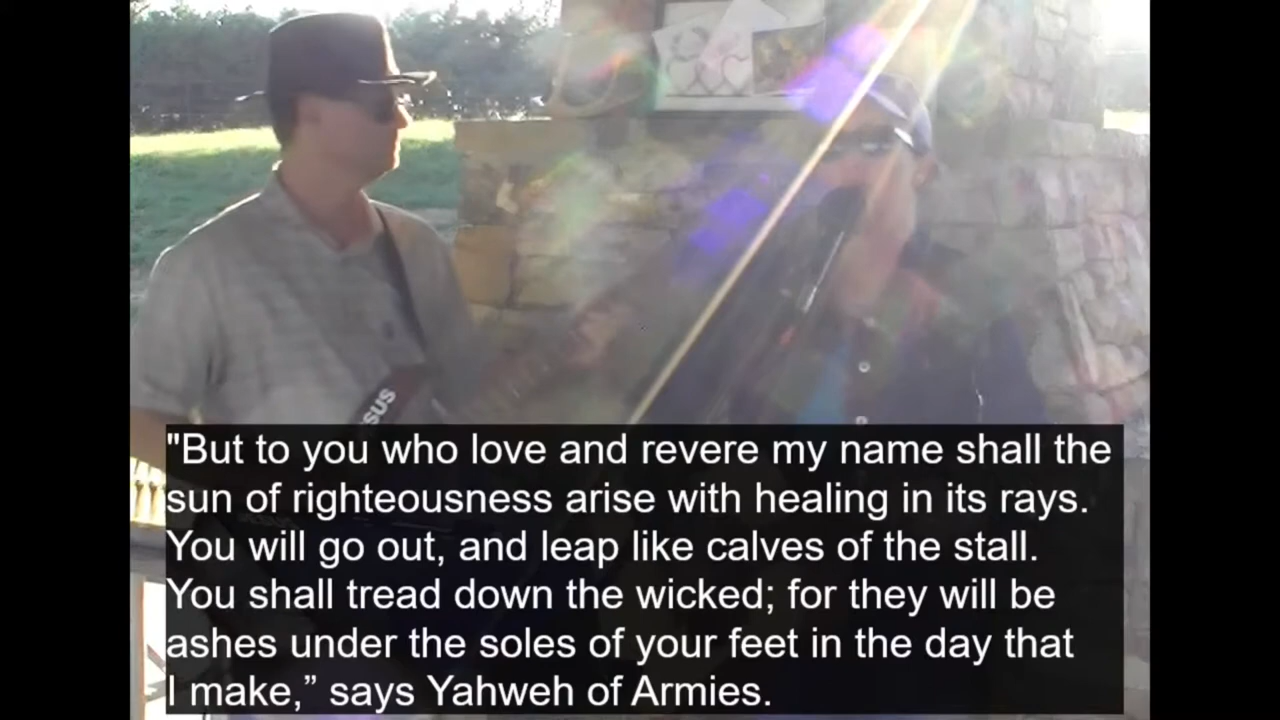 SUS
"But to you who love and revere my name shall the
sun of righteousness arise with healing in its rays.
You will go out, and leap like calves of the stall.
You shall tread down the wicked; for they will be
ashes under the soles of your feet in the day that
I make,” says Yahweh of Armies.